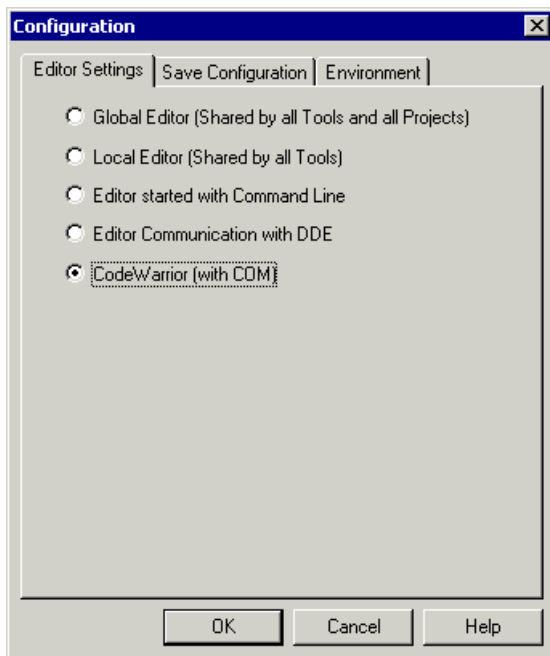 Configuration
Editor Settings Save Configuration Environment
Global Editor (Shared by all Tools and all Projects)
Local Editor (Shared by all Tools)
Editor started with Command Line
Editor Communication with DDE
CodeWarrior (with COM)
OK Cancel Help